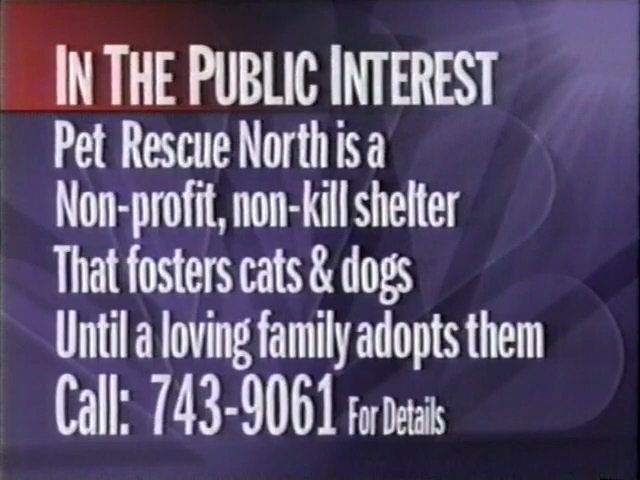 IN THE PUBLIC INTEREST
Pet Rescue North is a
Non-profit, non-kill shelter
That fosters cats & dogs
Until a loving family adopts them
Call: 743-9061 For Details